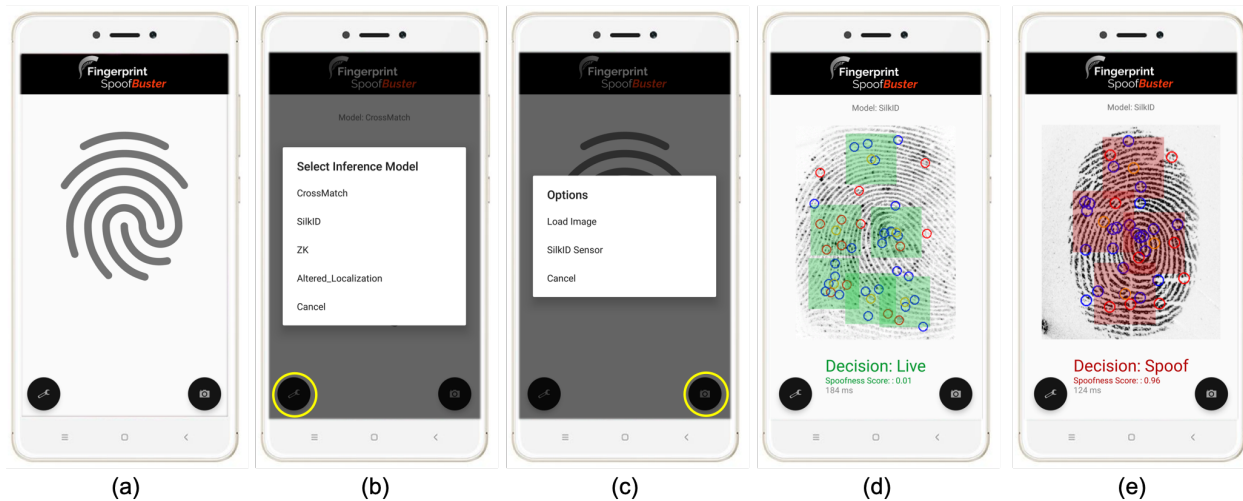 Fingerprint
SpoofBuster
(a)
Fingerprint
SpoofBuster
Model: CrossMatch
Select Inference Model
CrossMatch
SilkID
ZK
Altered_Localization
Cancel
(b)
Fingerprint
SpoofBuster
Options
Load Image
SilkID Sensor
Cancel
(c)
Fingerprint
SpoofBuster
Model: SilkID
Decision: Live
Spoofness Score: : 0.01
184 ms
(d)
Fingerprint
SpoofBuster
Model: SilkID
Decision: Spoof
Spoofness Score: : 0.96
124 ms
(e)